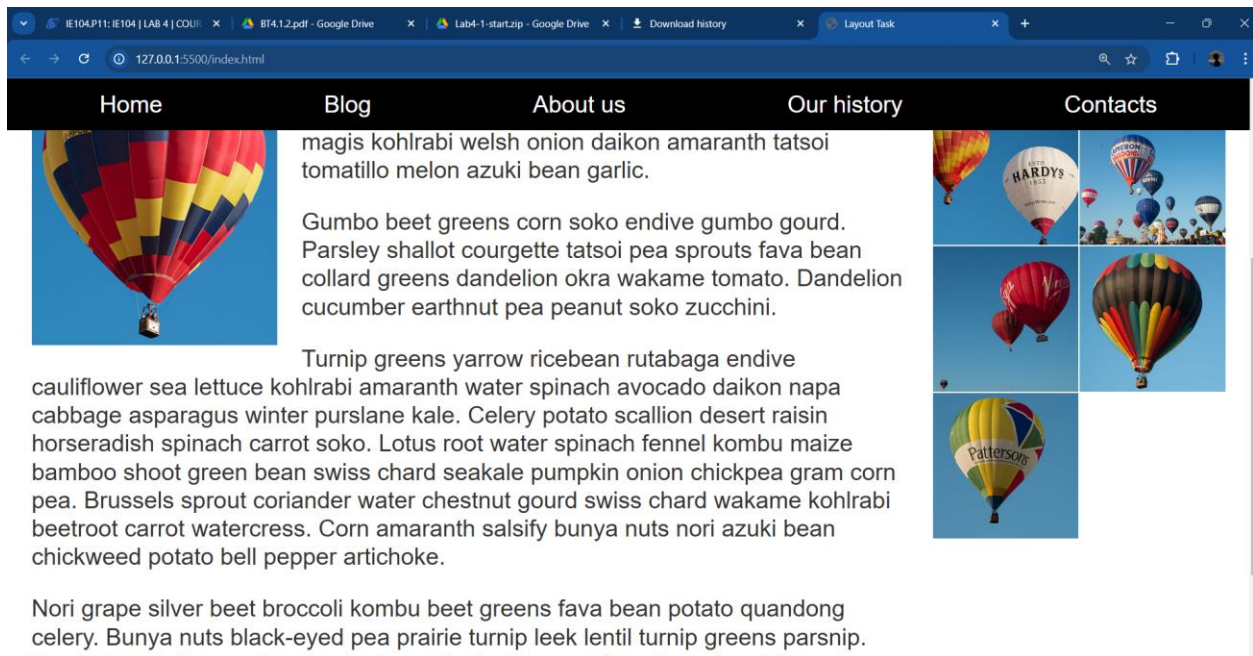 IE104.P11: IE104 | LAB 4 | COUR
BT4.1.2.pdf - Google Drive
Lab4-1-start.zip - Google Drive
Download history
Layout Task
127.0.0.1:5500/index.html
Home Blog About us Our history Contacts
magis kohlrabi welsh onion daikon amaranth tatsoi
tomatillo melon azuki bean garlic.
Gumbo beet greens corn soko endive gumbo gourd.
Parsley shallot courgette tatsoi pea sprouts fava bean
collard greens dandelion okra wakame tomato. Dandelion
cucumber earthnut pea peanut soko zucchini.
Turnip greens yarrow ricebean rutabaga endive
cauliflower sea lettuce kohlrabi amaranth water spinach avocado daikon napa
cabbage asparagus winter purslane kale. Celery potato scallion desert raisin
horseradish spinach carrot soko. Lotus root water spinach fennel kombu maize
bamboo shoot green bean swiss chard seakale pumpkin onion chickpea gram corn
pea. Brussels sprout coriander water chestnut gourd swiss chard wakame kohlrabi
beetroot carrot watercress. Corn amaranth salsify bunya nuts nori azuki bean
chickweed potato bell pepper artichoke.
Nori grape silver beet broccoli kombu beet greens fava bean potato quandong
celery. Bunya nuts black-eyed pea prairie turnip leek lentil turnip greens parsnip.
ESTD
HARDYS
1853
CAMERON
BALLOONS
Virgin
Pattersons